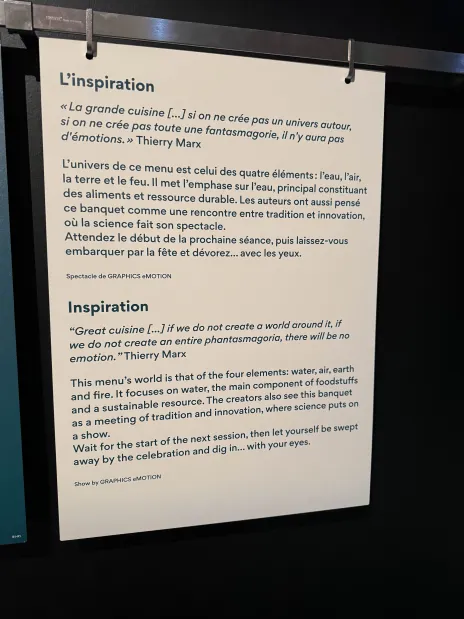 L'inspiration
« La grande cuisine [...] si on ne crée pas un univers autour,
si on ne crée pas toute une fantasmagorie, il n'y aura pas
d'émotions. » Thierry Marx
L'univers de ce menu est celui des quatre éléments : l'eau, l'air,
la terre et le feu. Il met l'emphase sur l'eau, principal constituant
des aliments et ressource durable. Les auteurs ont aussi pensé
ce banquet comme une rencontre entre tradition et innovation,
où la science fait son spectacle.
Attendez le début de la prochaine séance, puis laissez-vous
embarquer par la fête et dévorez... avec les yeux.
Spectacle de GRAPHICS eMOTION
Inspiration
"Great cuisine [...] if we do not create a world around it, if
we do not create an entire phantasmagoria, there will be no
emotion." Thierry Marx
This menu's world is that of the four elements: water, air, earth
and fire. It focuses on water, the main component of foodstuffs
and a sustainable resource. The creators also see this banquet
as a meeting of tradition and innovation, where science puts on
a show.
Wait for the start of the next session, then let yourself be swept
away by the celebration and dig in... with your eyes.
Show by GRAPHICS eMOTION